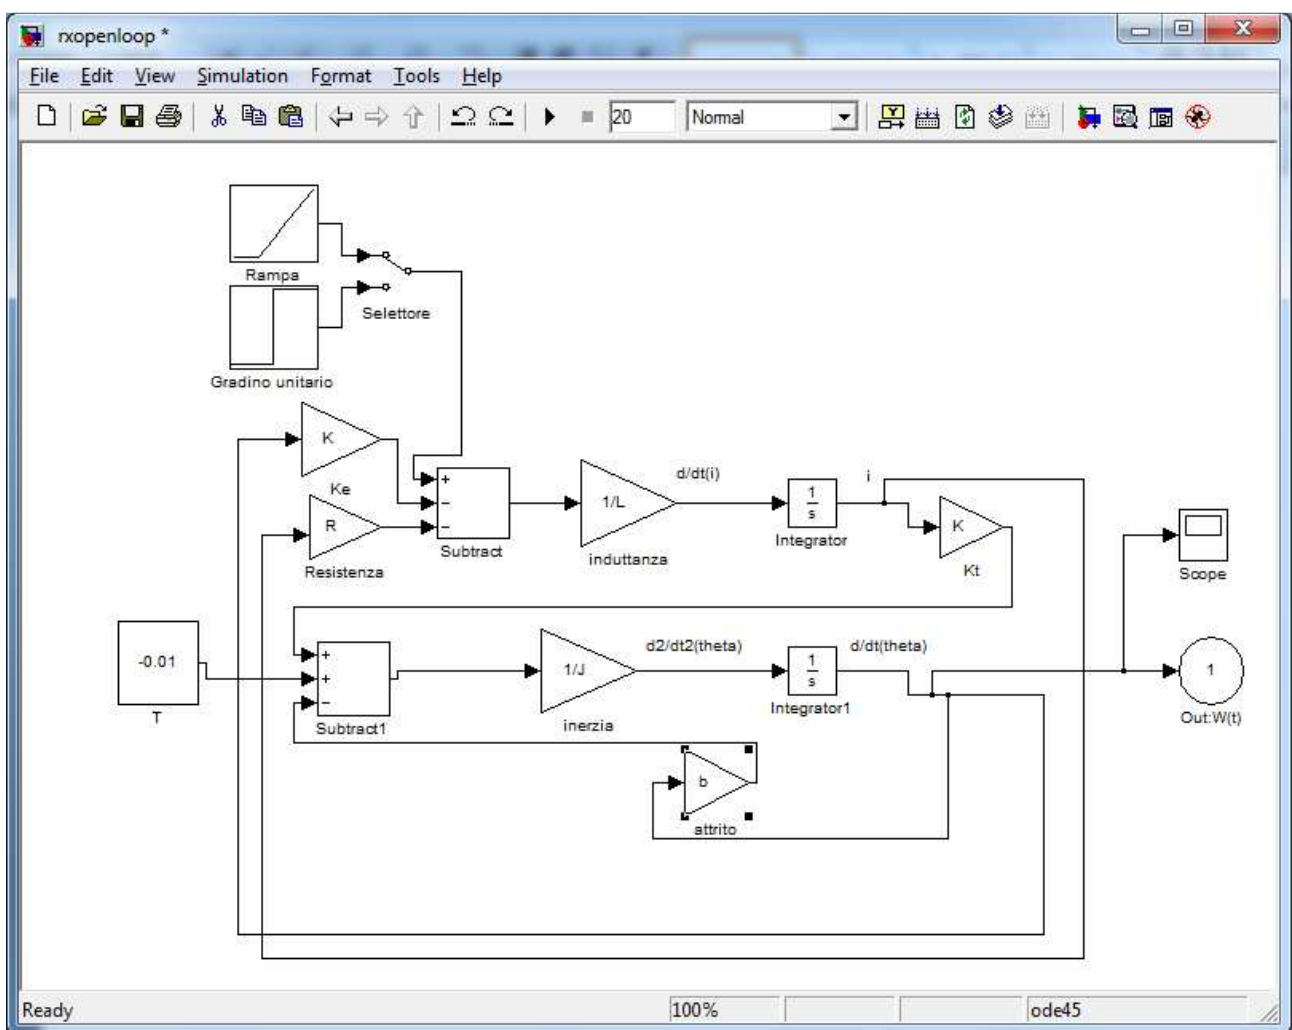 rxopenloop *
File Edit View Simulation Format Tools Help
20 Normal
Rampa
Selettore
Gradino unitario
K
Ke
R
Resistenza
+
−
−
Subtract
1/L
induttanza
d/dt(i)
1
s
Integrator
i
K
Kt
Scope
-0.01
T
+
+
−
Subtract1
1/J
inerzia
d2/dt2(theta)
1
s
Integrator1
d/dt(theta)
1
Out:W(t)
b
attrito
Ready 100% ode45